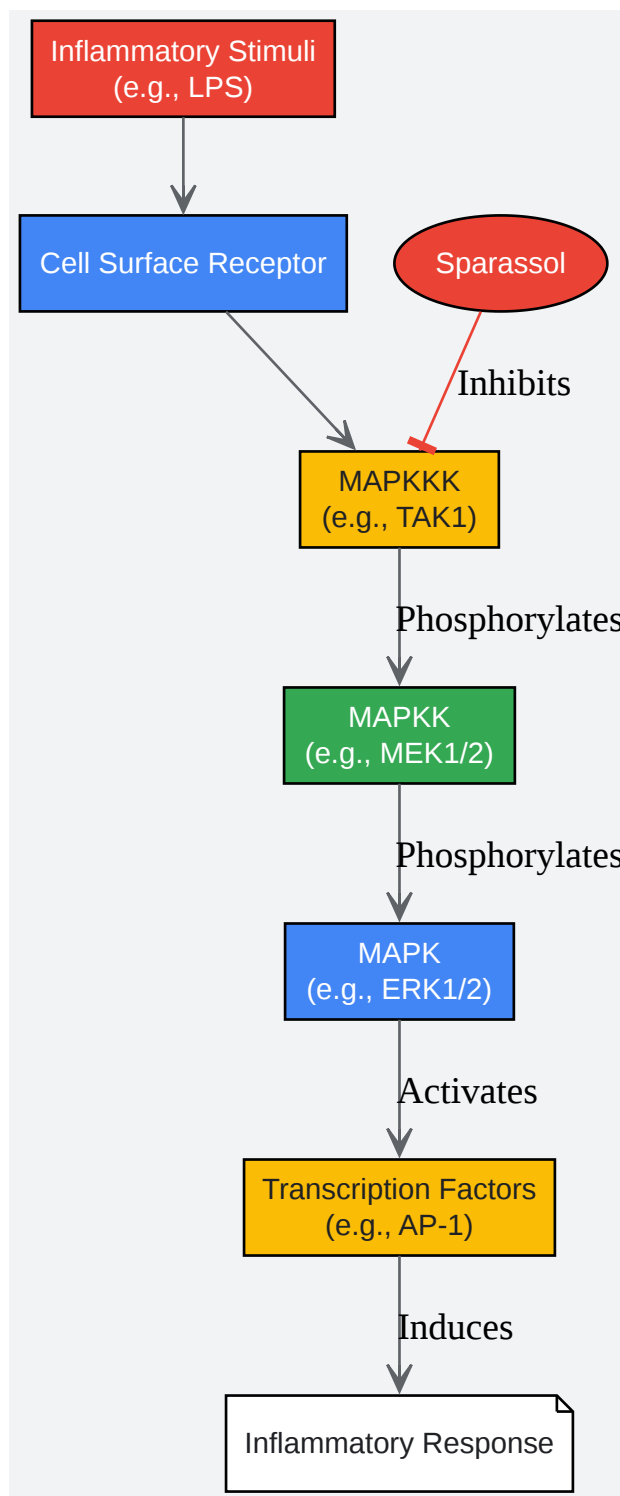 Inflammatory Stimuli
(e.g., LPS)
Cell Surface Receptor
Sparassol
Inhibits
MAPKKK
(e.g., TAK1)
Phosphorylates
MAPKK
(e.g., MEK1/2)
Phosphorylates
MAPK
(e.g., ERK1/2)
Activates
Transcription Factors
(e.g., AP-1)
Induces
Inflammatory Response